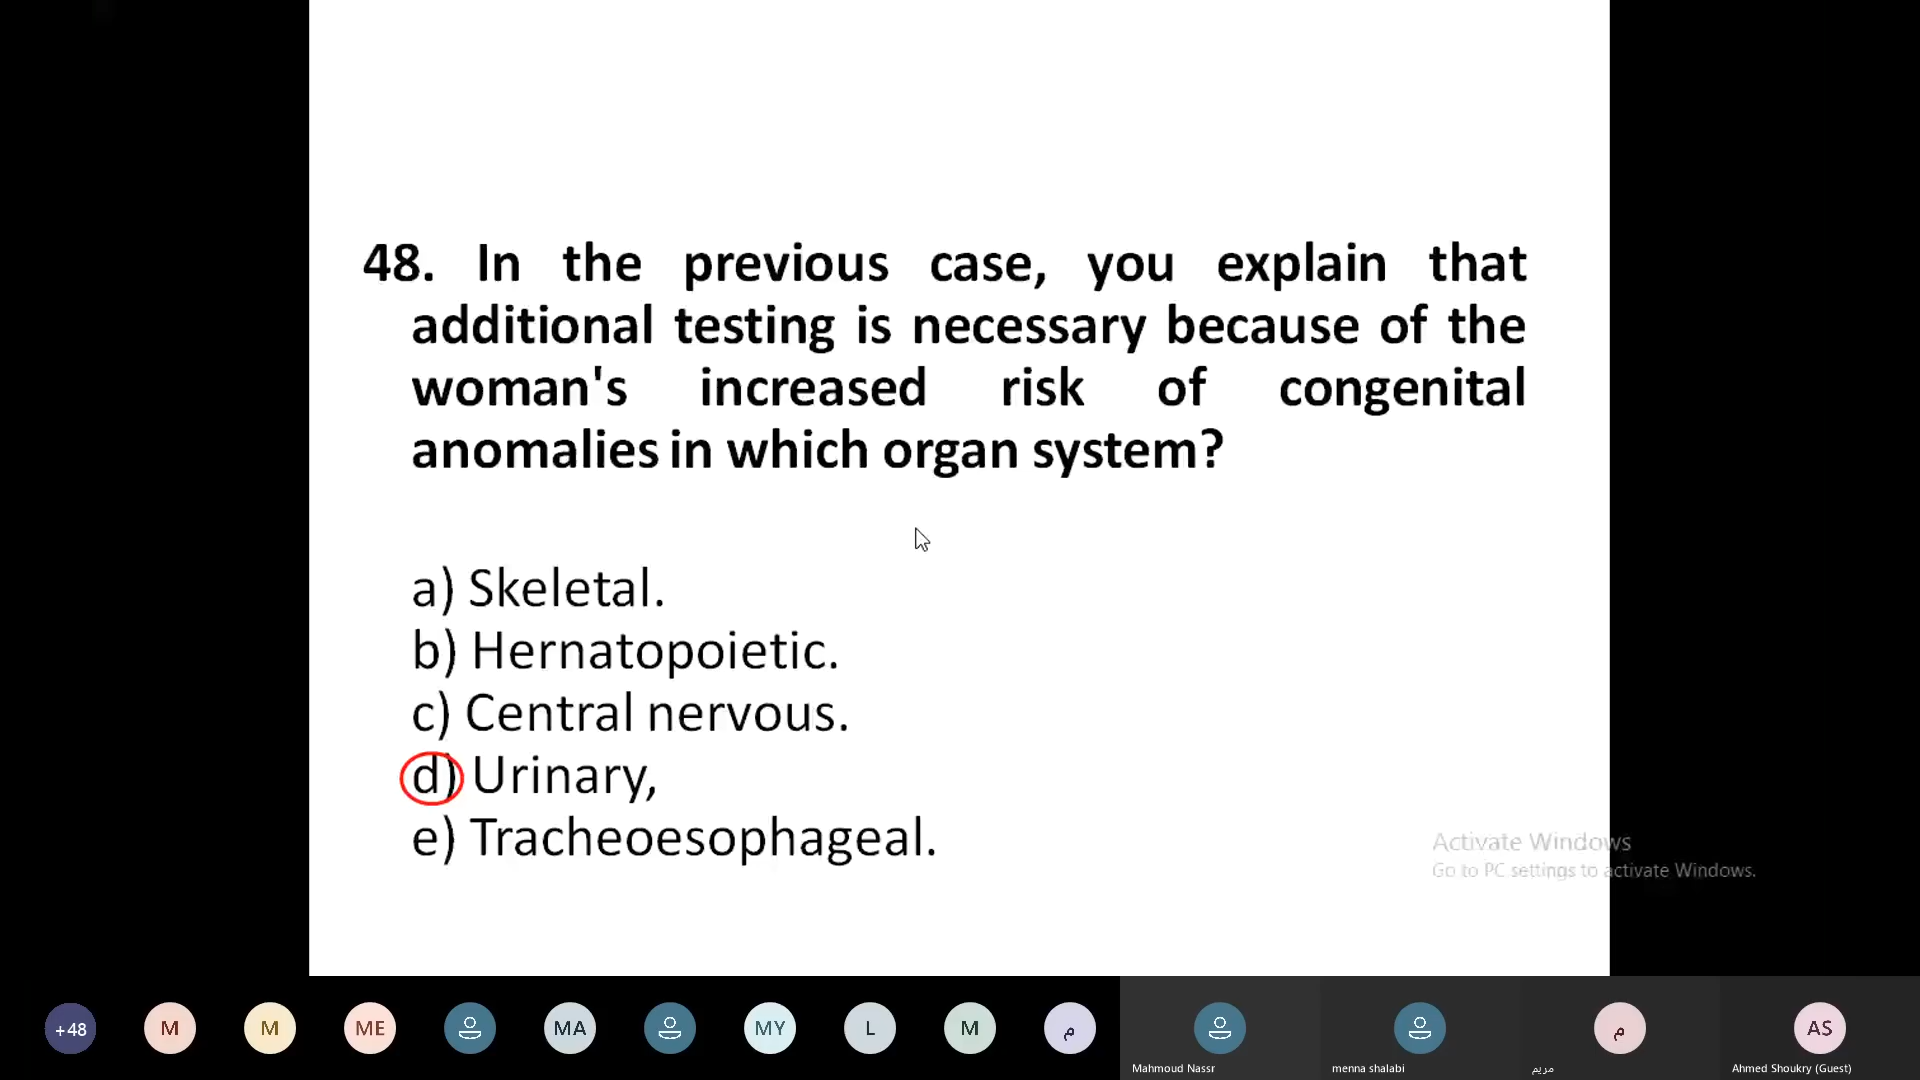 48. In the previous case, you explain that
additional testing is necessary because of the
woman's increased risk of congenital
anomalies in which organ system?
a) Skeletal.
b) Hernatopoietic.
c) Central nervous.
d) Urinary,
e) Tracheoesophageal.
Activate Windows
Go to PC settings to activate Windows.
+48
M
M
ME
MA
MY
L
M
م
م
AS
Mahmoud Nassr
menna shalabi
مريم
Ahmed Shoukry (Guest)